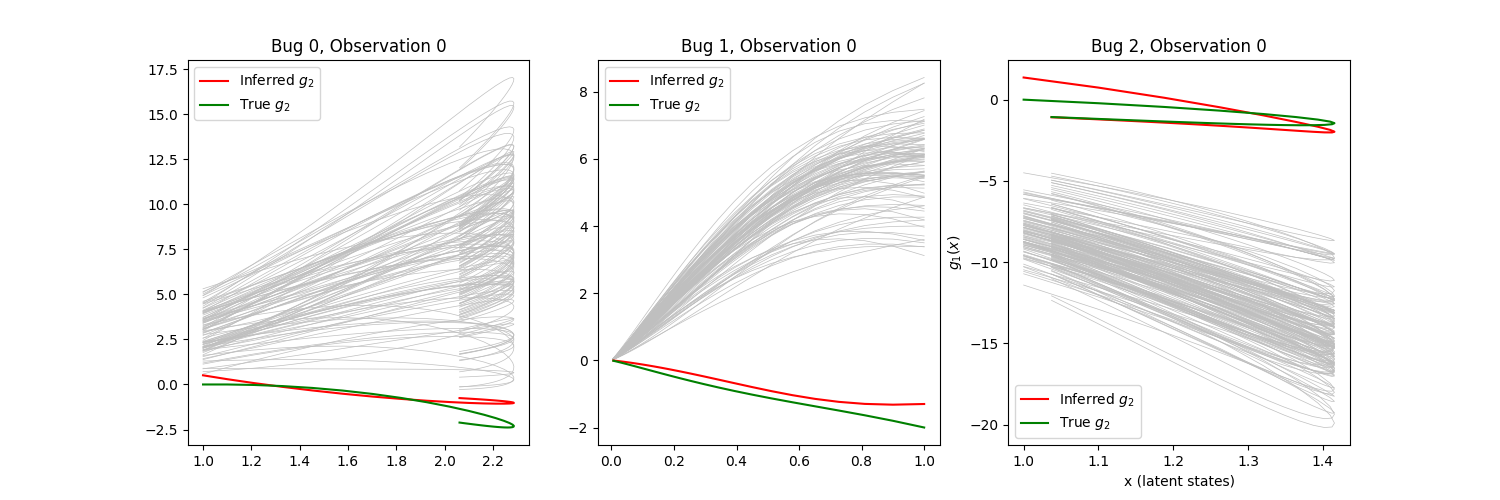 Bug 0, Observation 0
17.5
15.0
12.5
10.0
7.5
5.0
2.5
0.0
−2.5
Inferred g₂
True g₂
1.0 1.2 1.4 1.6 1.8 2.0 2.2
Bug 1, Observation 0
8
6
4
2
0
−2
Inferred g₂
True g₂
0.0 0.2 0.4 0.6 0.8 1.0
Bug 2, Observation 0
g₁(x)
0
−5
−10
−15
−20
Inferred g₂
True g₂
1.0 1.1 1.2 1.3 1.4
x (latent states)